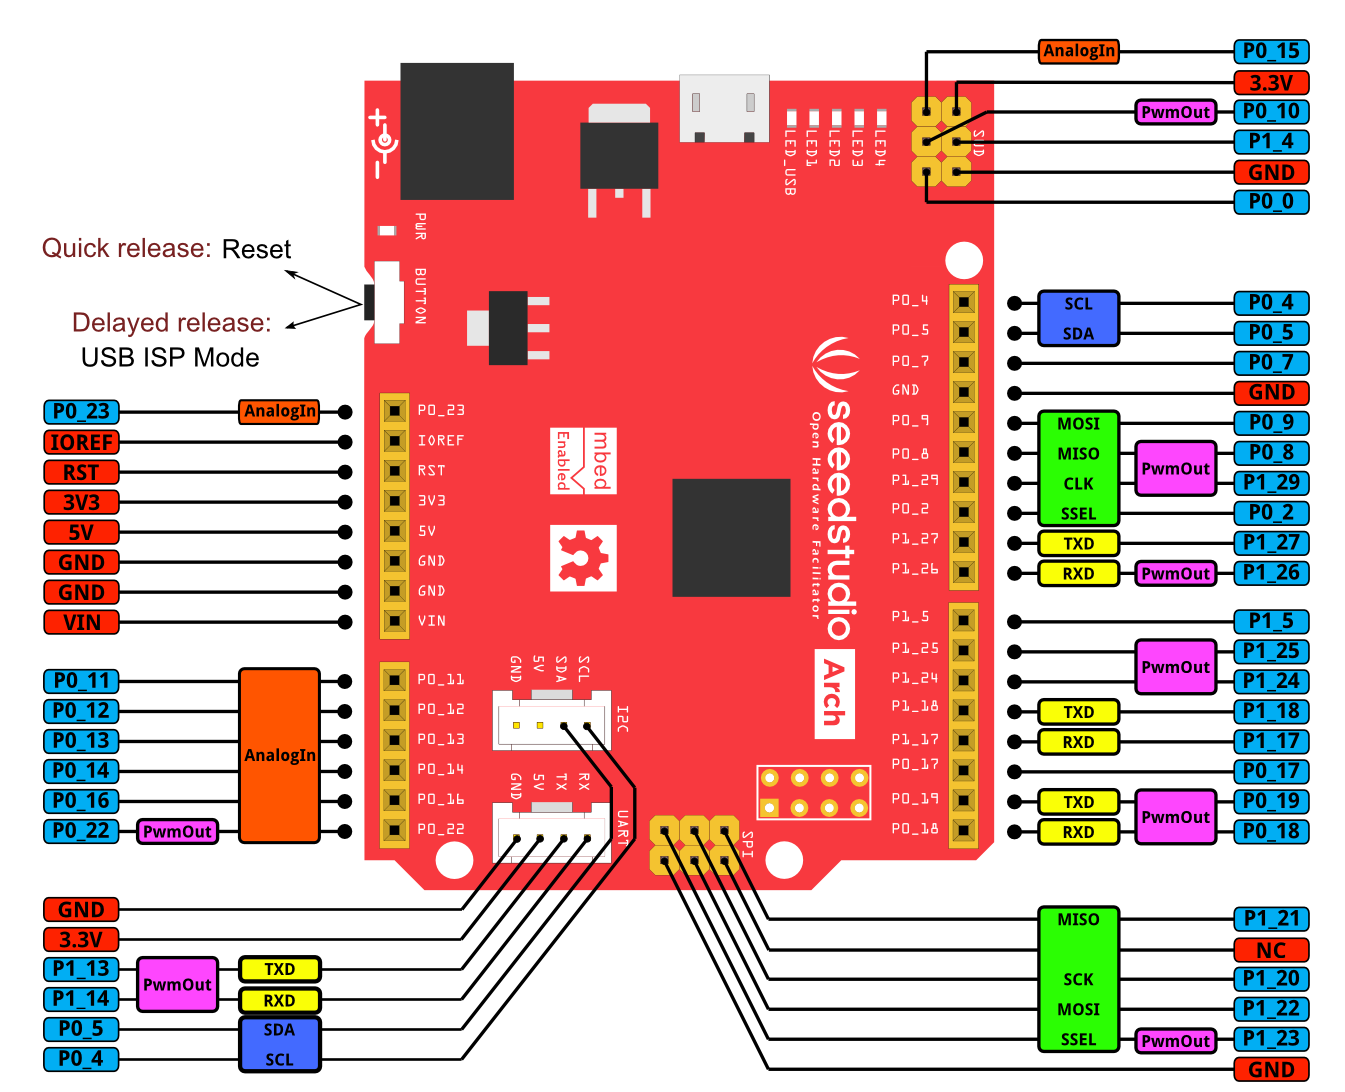 AnalogIn P0_15
3.3V
PwmOut P0_10
P1_4
GND
P0_0
SWD
LED_USB
LED1
LED2
LED3
LED4
+
-
PWR
BUTTON
Quick release: Reset
Delayed release:
USB ISP Mode
P0_23 AnalogIn
IOREF
RST
3V3
5V
GND
GND
VIN
P0_11
P0_12
P0_13
P0_14
AnalogIn
P0_16
P0_22 PwmOut
P0_23
IOREF
RST
3V3
5V
GND
GND
VIN
P0_11
P0_12
P0_13
P0_14
P0_16
P0_22
mbed
Enabled
seeedstudio
Open Hardware Facilitator
Arch
GND
5V
SDA
SCL
I2C
GND
5V
TX
RX
UART
SPI
P0_4
P0_5
P0_7
GND
P0_9
P0_8
P1_29
P0_2
P1_27
P1_26
P1_5
P1_25
P1_24
P1_18
P1_17
P0_17
P0_19
P0_18
SCL P0_4
SDA P0_5
P0_7
GND
MOSI P0_9
MISO P0_8
PwmOut
CLK P1_29
SSEL P0_2
TXD P1_27
RXD PwmOut P1_26
P1_5
P1_25
PwmOut
P1_24
TXD P1_18
RXD P1_17
P0_17
TXD P0_19
PwmOut
RXD P0_18
GND
3.3V
P1_13 TXD
PwmOut
P1_14 RXD
P0_5 SDA
P0_4 SCL
MISO P1_21
NC
SCK P1_20
MOSI P1_22
SSEL PwmOut P1_23
GND